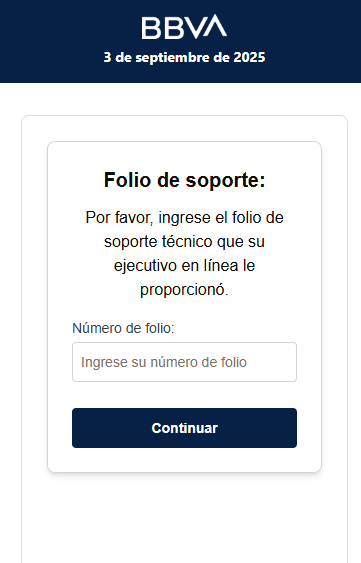 BBVA
3 de septiembre de 2025
Folio de soporte:
Por favor, ingrese el folio de
soporte técnico que su
ejecutivo en línea le
proporcionó.
Número de folio:
Ingrese su número de folio
Continuar